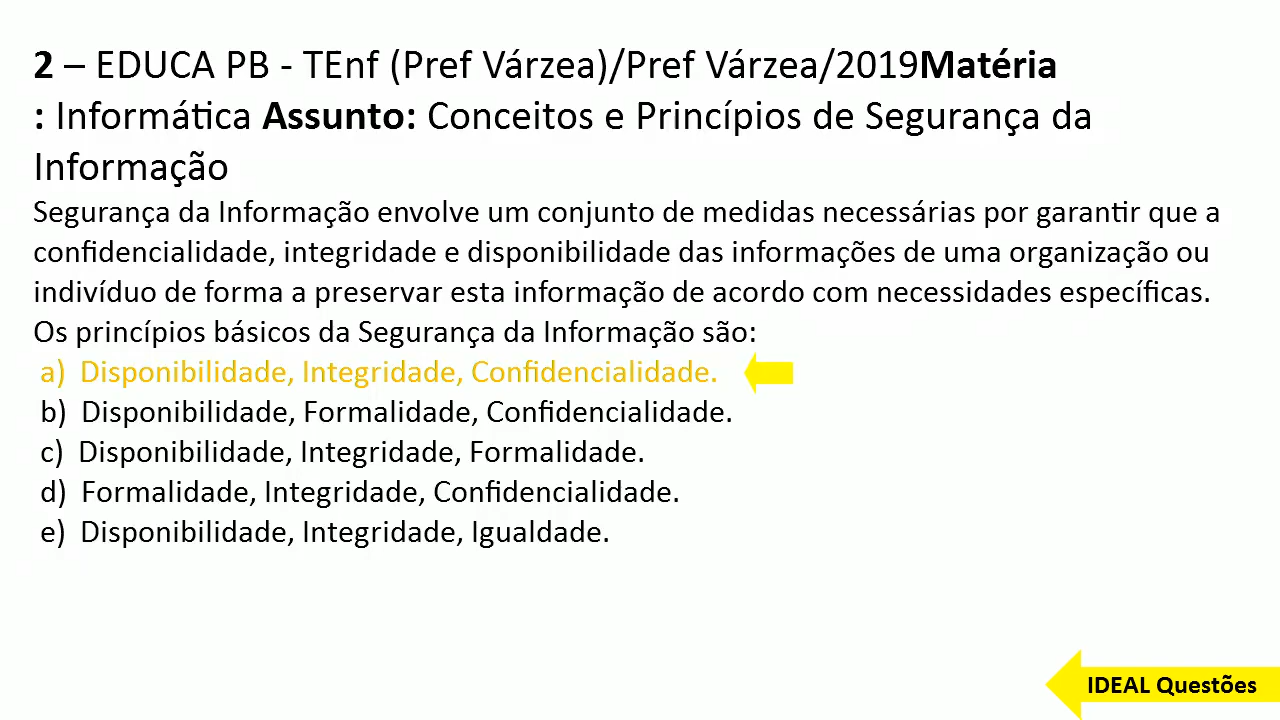 2 – EDUCA PB - TEnf (Pref Várzea)/Pref Várzea/2019Matéria
: Informática Assunto: Conceitos e Princípios de Segurança da
Informação
Segurança da Informação envolve um conjunto de medidas necessárias por garantir que a
confidencialidade, integridade e disponibilidade das informações de uma organização ou
indivíduo de forma a preservar esta informação de acordo com necessidades específicas.
Os princípios básicos da Segurança da Informação são:
a) Disponibilidade, Integridade, Confidencialidade.
b) Disponibilidade, Formalidade, Confidencialidade.
c) Disponibilidade, Integridade, Formalidade.
d) Formalidade, Integridade, Confidencialidade.
e) Disponibilidade, Integridade, Igualdade.
IDEAL Questões